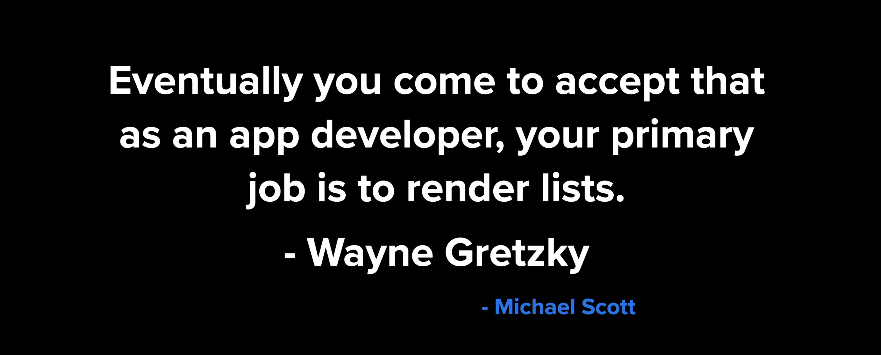 Eventually you come to accept that
as an app developer, your primary
job is to render lists.
- Wayne Gretzky
- Michael Scott